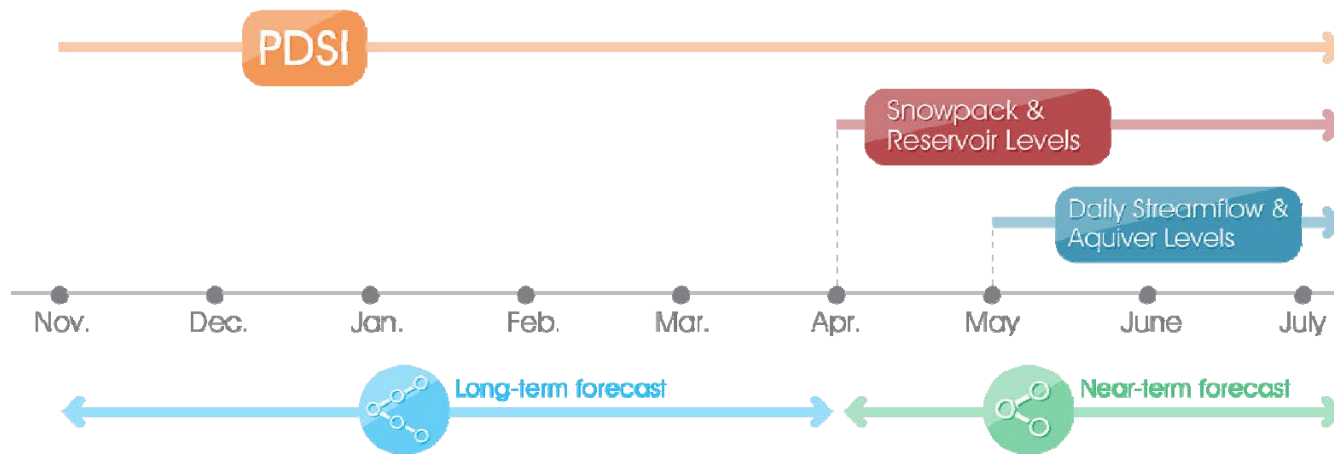 PDSI
Snowpack &
Reservoir Levels
Daily Streamflow &
Aquiver Levels
Nov. Dec. Jan. Feb. Mar. Apr. May June July
Long-term forecast Near-term forecast